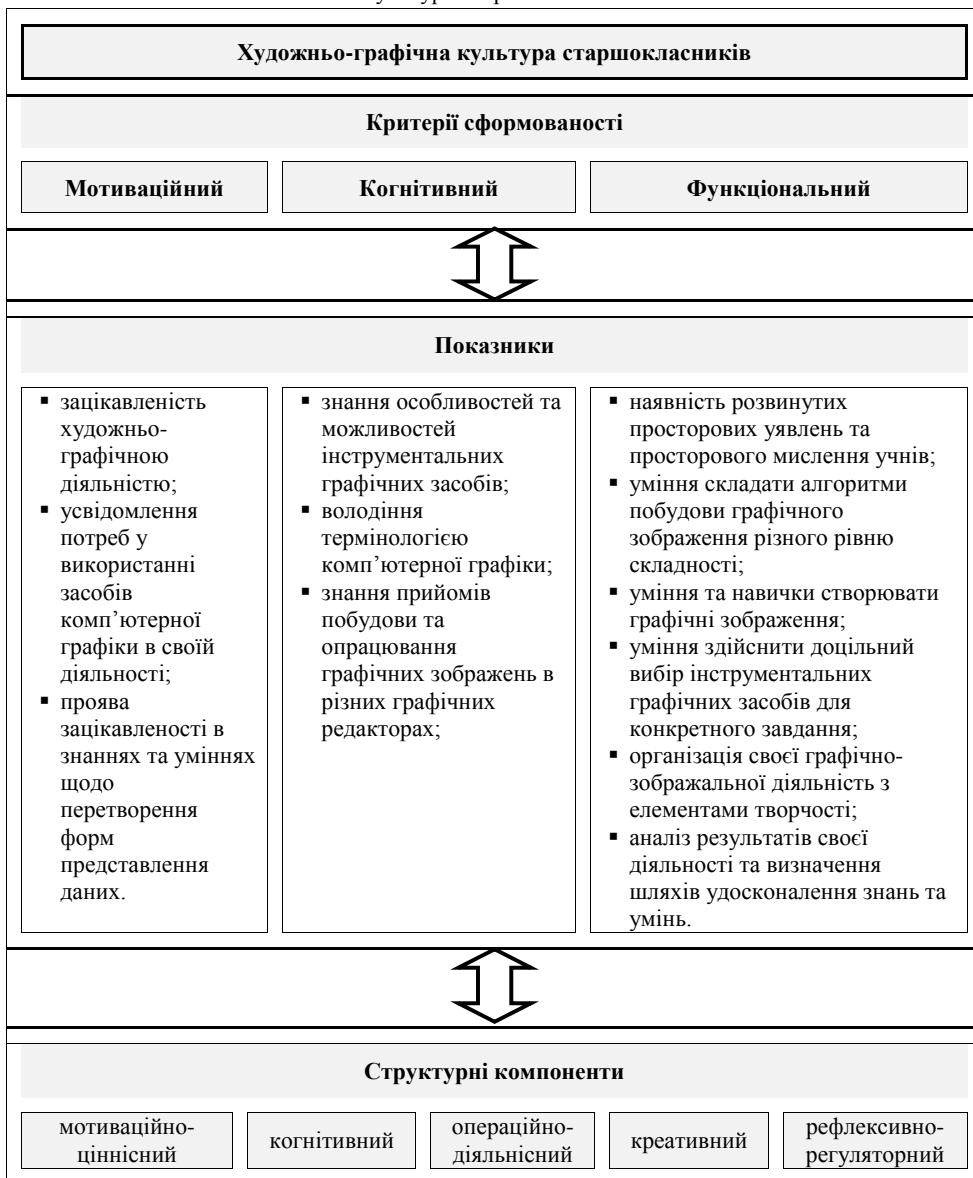 Художньо-графічна культура старшокласників
Критерії сформованості
Мотиваційний
Когнітивний
Функціональний
Показники
▪ зацікавленість
художньо-
графічною
діяльністю;
▪ усвідомлення
потреб у
використанні
засобів
комп’ютерної
графіки в своїй
діяльності;
▪ проява
зацікавленості в
знаннях та уміннях
щодо
перетворення
форм
представлення
даних.
▪ знання особливостей та
можливостей
інструментальних
графічних засобів;
▪ володіння
термінологією
комп’ютерної графіки;
▪ знання прийомів
побудови та
опрацювання
графічних зображень в
різних графічних
редакторах;
▪ наявність розвинутих
просторових уявлень та
просторового мислення учнів;
▪ уміння складати алгоритми
побудови графічного
зображення різного рівню
складності;
▪ уміння та навички створювати
графічні зображення;
▪ уміння здійснити доцільний
вибір інструментальних
графічних засобів для
конкретного завдання;
▪ організація своєї графічно-
зображальної діяльність з
елементами творчості;
▪ аналіз результатів своєї
діяльності та визначення
шляхів удосконалення знань та
умінь.
Структурні компоненти
мотиваційно-
ціннісний
когнітивний
операційно-
діяльнісний
креативний
рефлексивно-
регуляторний